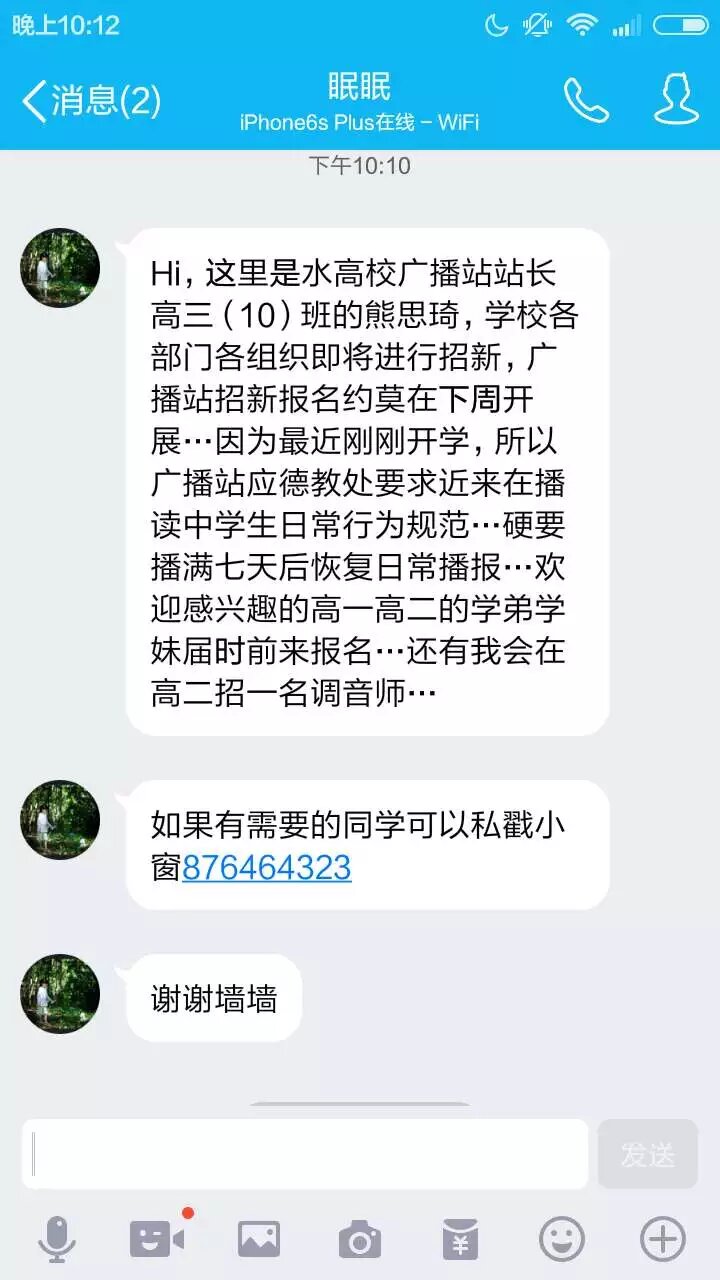 晚上10:12
消息(2)
眠眠
iPhone6s Plus在线 – WiFi
下午10:10
Hi，这里是水高校广播站站长
高三（10）班的熊思琦，学校各
部门各组织即将进行招新，广
播站招新报名约莫在下周开
展…因为最近刚刚开学，所以
广播站应德教处要求近来在播
读中学生日常行为规范…硬要
播满七天后恢复日常播报…欢
迎感兴趣的高一高二的学弟学
妹届时前来报名…还有我会在
高二招一名调音师…
如果有需要的同学可以私戳小
窗876464323
谢谢墙墙
发送